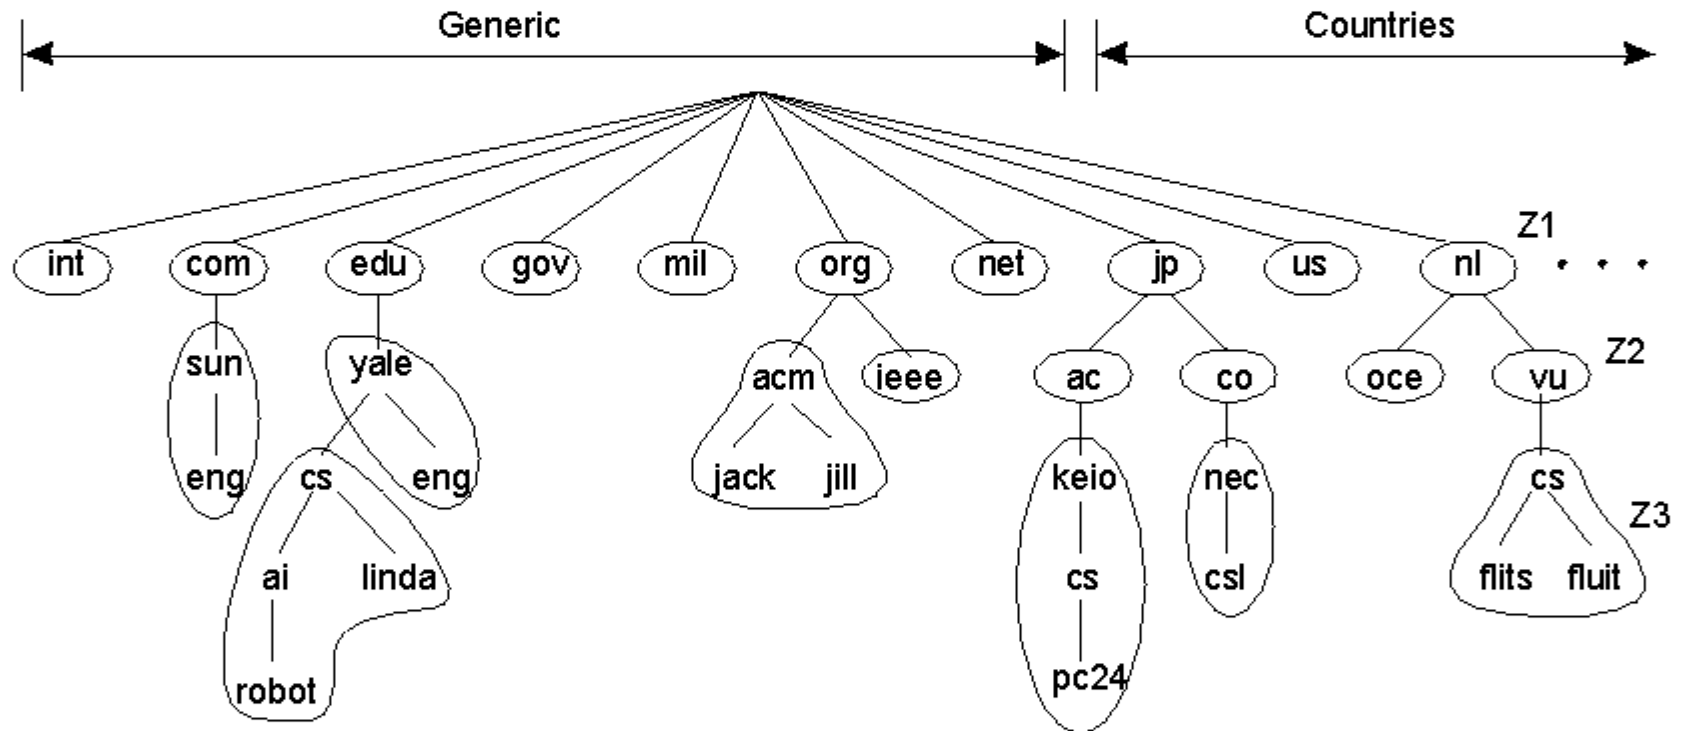 Generic Countries
Z1
int com edu gov mil org net jp us nl . . .
sun yale acm ieee ac co oce vu Z2
eng cs eng jack jill keio nec cs
Z3
ai linda cs csl flits fluit
robot pc24